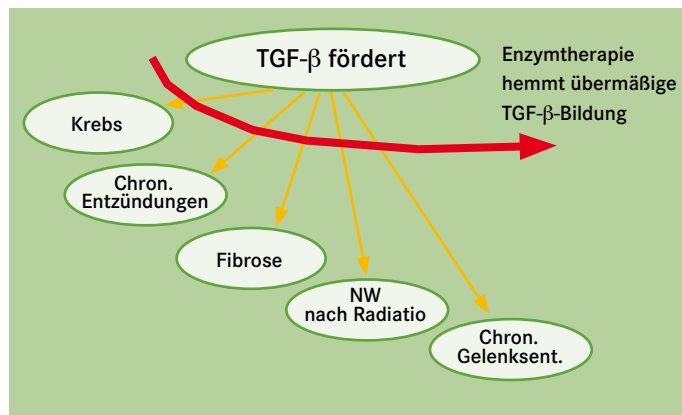 TGF-β fördert
Enzymtherapie
hemmt übermäßige
TGF-β-Bildung
Krebs
Chron.
Entzündungen
Fibrose
NW
nach Radiatio
Chron.
Gelenksent.